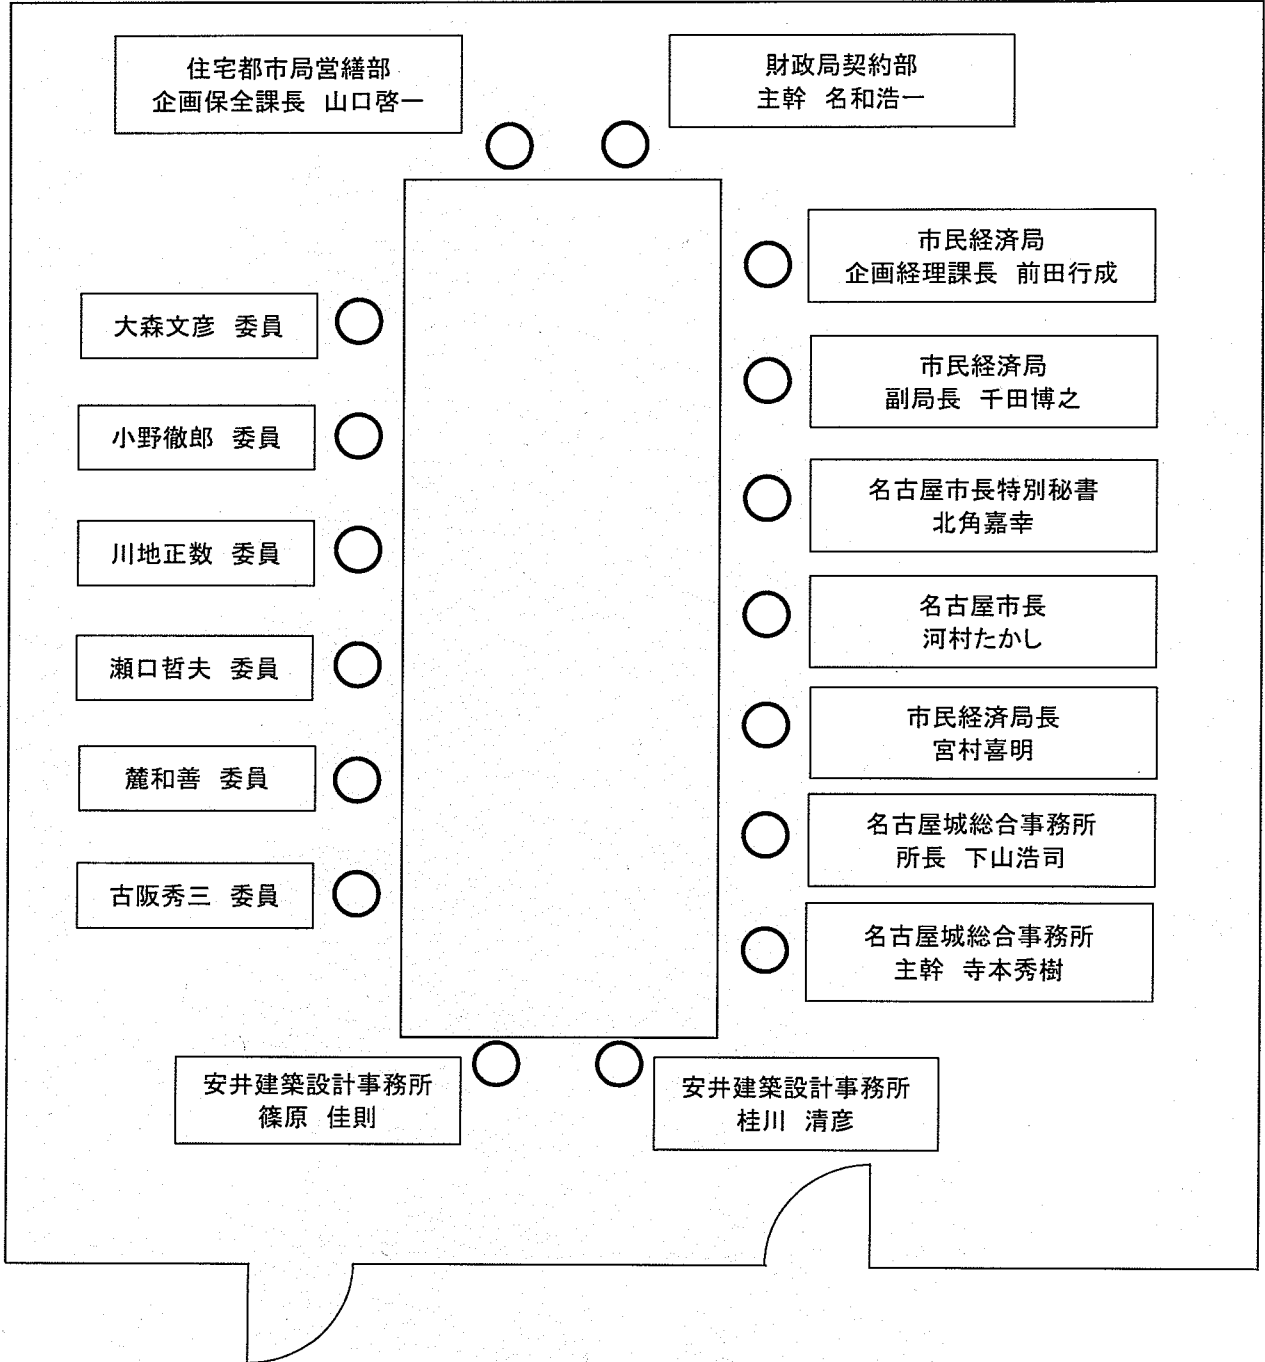 住宅都市局営繕部
企画保全課長 山口啓一
財政局契約部
主幹 名和浩一
市民経済局
企画経理課長 前田行成
大森文彦 委員
市民経済局
副局長 千田博之
小野徹郎 委員
名古屋市長特別秘書
北角嘉幸
川地正数 委員
名古屋市長
河村たかし
瀬口哲夫 委員
市民経済局長
宮村喜明
麓和善 委員
名古屋城総合事務所
所長 下山浩司
古阪秀三 委員
名古屋城総合事務所
主幹 寺本秀樹
安井建築設計事務所
篠原 佳則
安井建築設計事務所
桂川 清彦